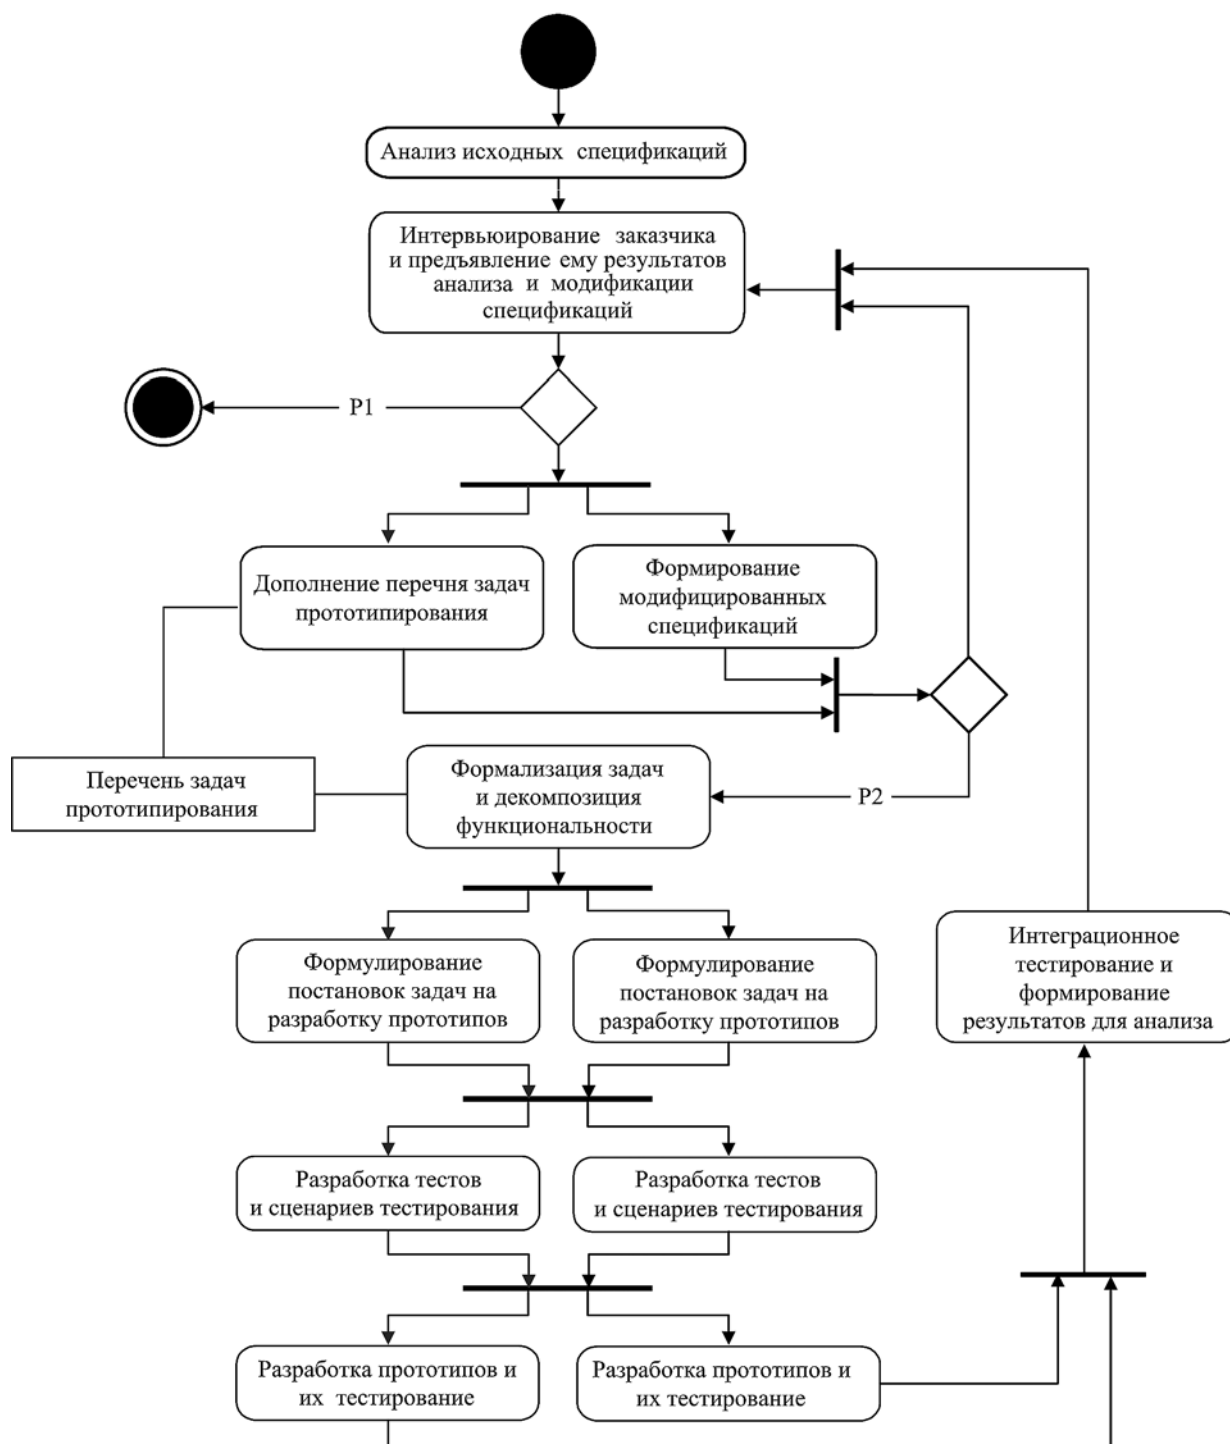 Анализ исходных спецификаций
Интервьюирование заказчика
и предъявление ему результатов
анализа и модификации
спецификаций
P1
Дополнение перечня задач
прототипирования
Формирование
модифицированных
спецификаций
Перечень задач
прототипирования
Формализация задач
и декомпозиция
функциональности
P2
Формулирование
постановок задач на
разработку прототипов
Формулирование
постановок задач на
разработку прототипов
Интеграционное
тестирование и
формирование
результатов для анализа
Разработка тестов
и сценариев тестирования
Разработка тестов
и сценариев тестирования
Разработка прототипов и
их тестирование
Разработка прототипов и
их тестирование